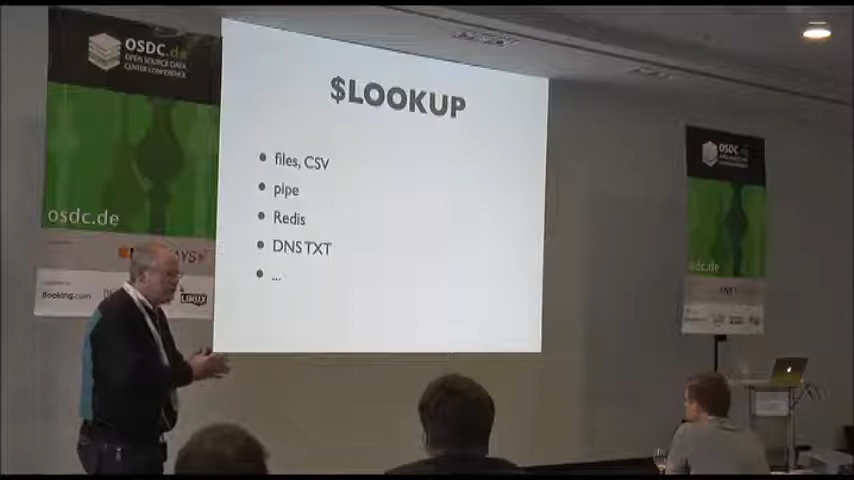 OSDC.de
OPEN SOURCE DATA
CENTER CONFERENCE
osdc.de
Booking.com
LINUX
$LOOKUP
• files, CSV
• pipe
• Redis
• DNS TXT
• ...
OSDC.de
osdc.de